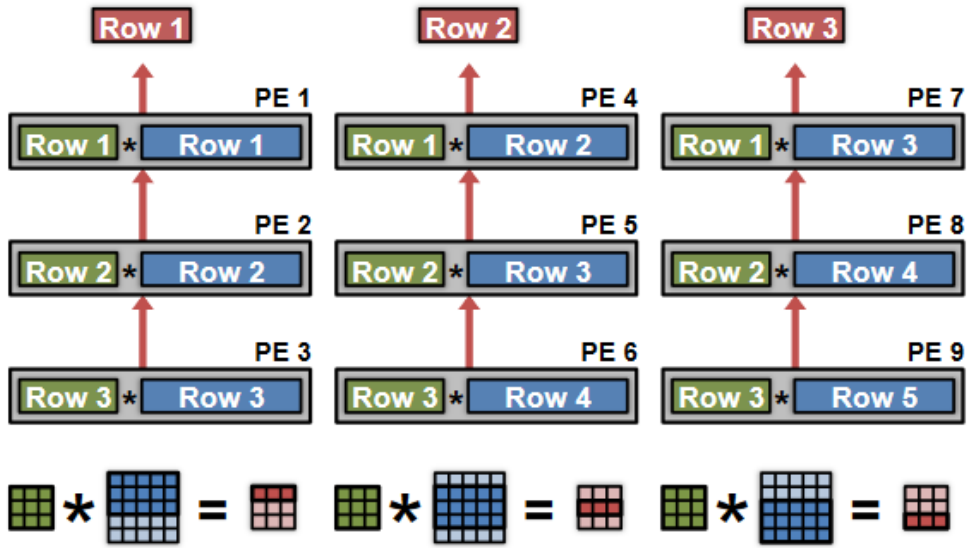 Row 1 Row 2 Row 3
PE 1 PE 4 PE 7
Row 1 * Row 1 Row 1 * Row 2 Row 1 * Row 3
PE 2 PE 5 PE 8
Row 2 * Row 2 Row 2 * Row 3 Row 2 * Row 4
PE 3 PE 6 PE 9
Row 3 * Row 3 Row 3 * Row 4 Row 3 * Row 5
* = * = * =